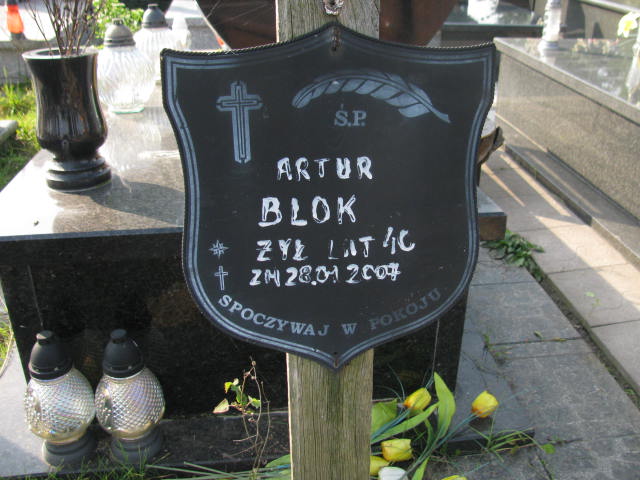 Ś.P.
ARTUR
BLOK
ŻYŁ LAT 40
ZM 28.01 2007
SPOCZYWAJ W POKOJU